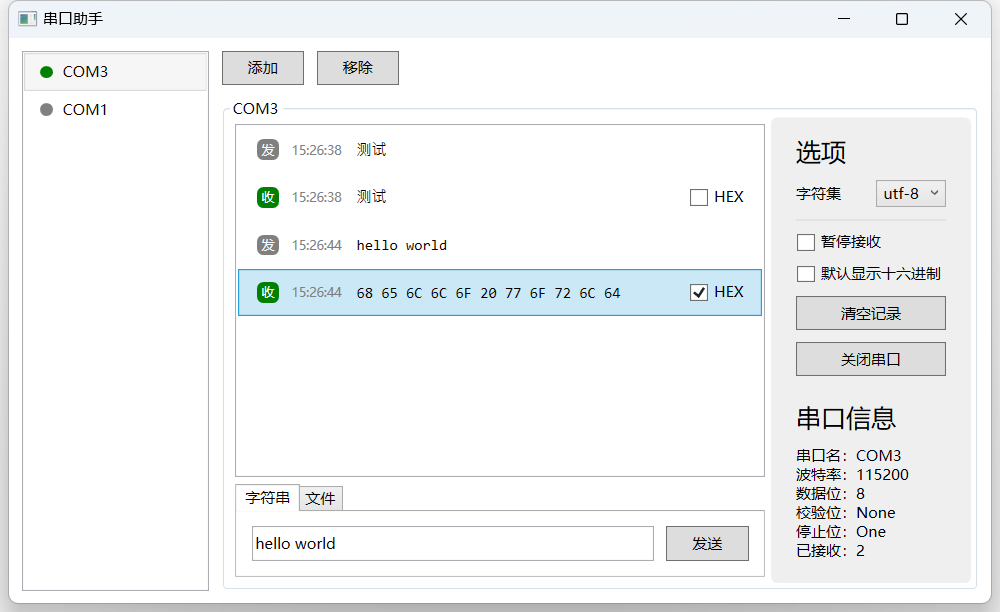 串口助手
COM3
COM1
添加
移除
COM3
发 15:26:38 测试
收 15:26:38 测试 HEX
发 15:26:44 hello world
收 15:26:44 68 65 6C 6C 6F 20 77 6F 72 6C 64 HEX
字符串 文件
hello world 发送
选项
字符集 utf-8
暂停接收
默认显示十六进制
清空记录
关闭串口
串口信息
串口名：COM3
波特率：115200
数据位：8
校验位：None
停止位：One
已接收：2